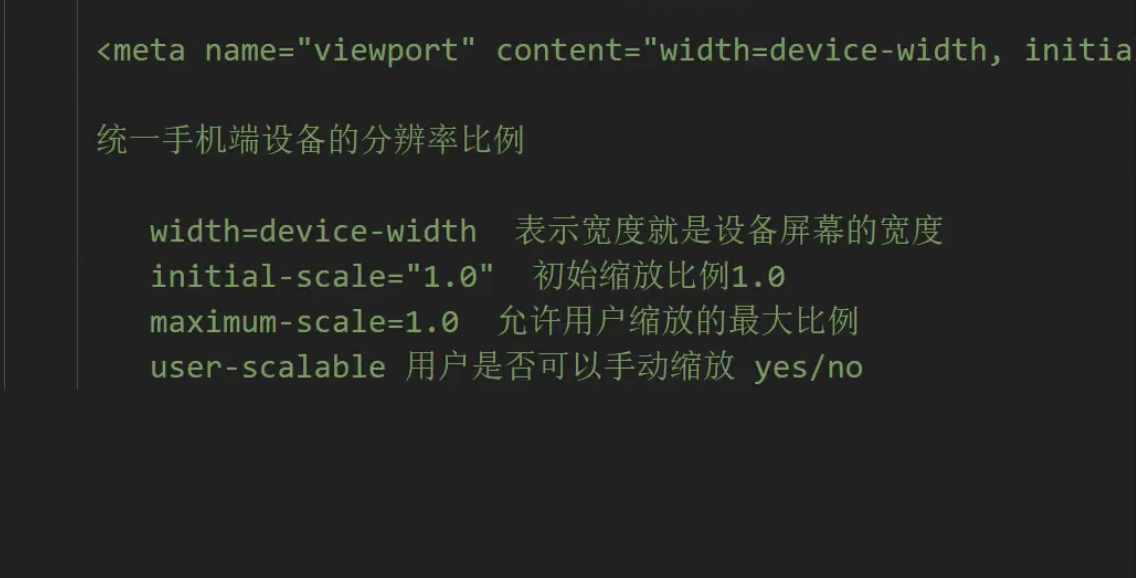 <meta name="viewport" content="width=device-width, initia
统一手机端设备的分辨率比例
width=device-width 表示宽度就是设备屏幕的宽度
initial-scale="1.0" 初始缩放比例1.0
maximum-scale=1.0 允许用户缩放的最大比例
user-scalable 用户是否可以手动缩放 yes/no